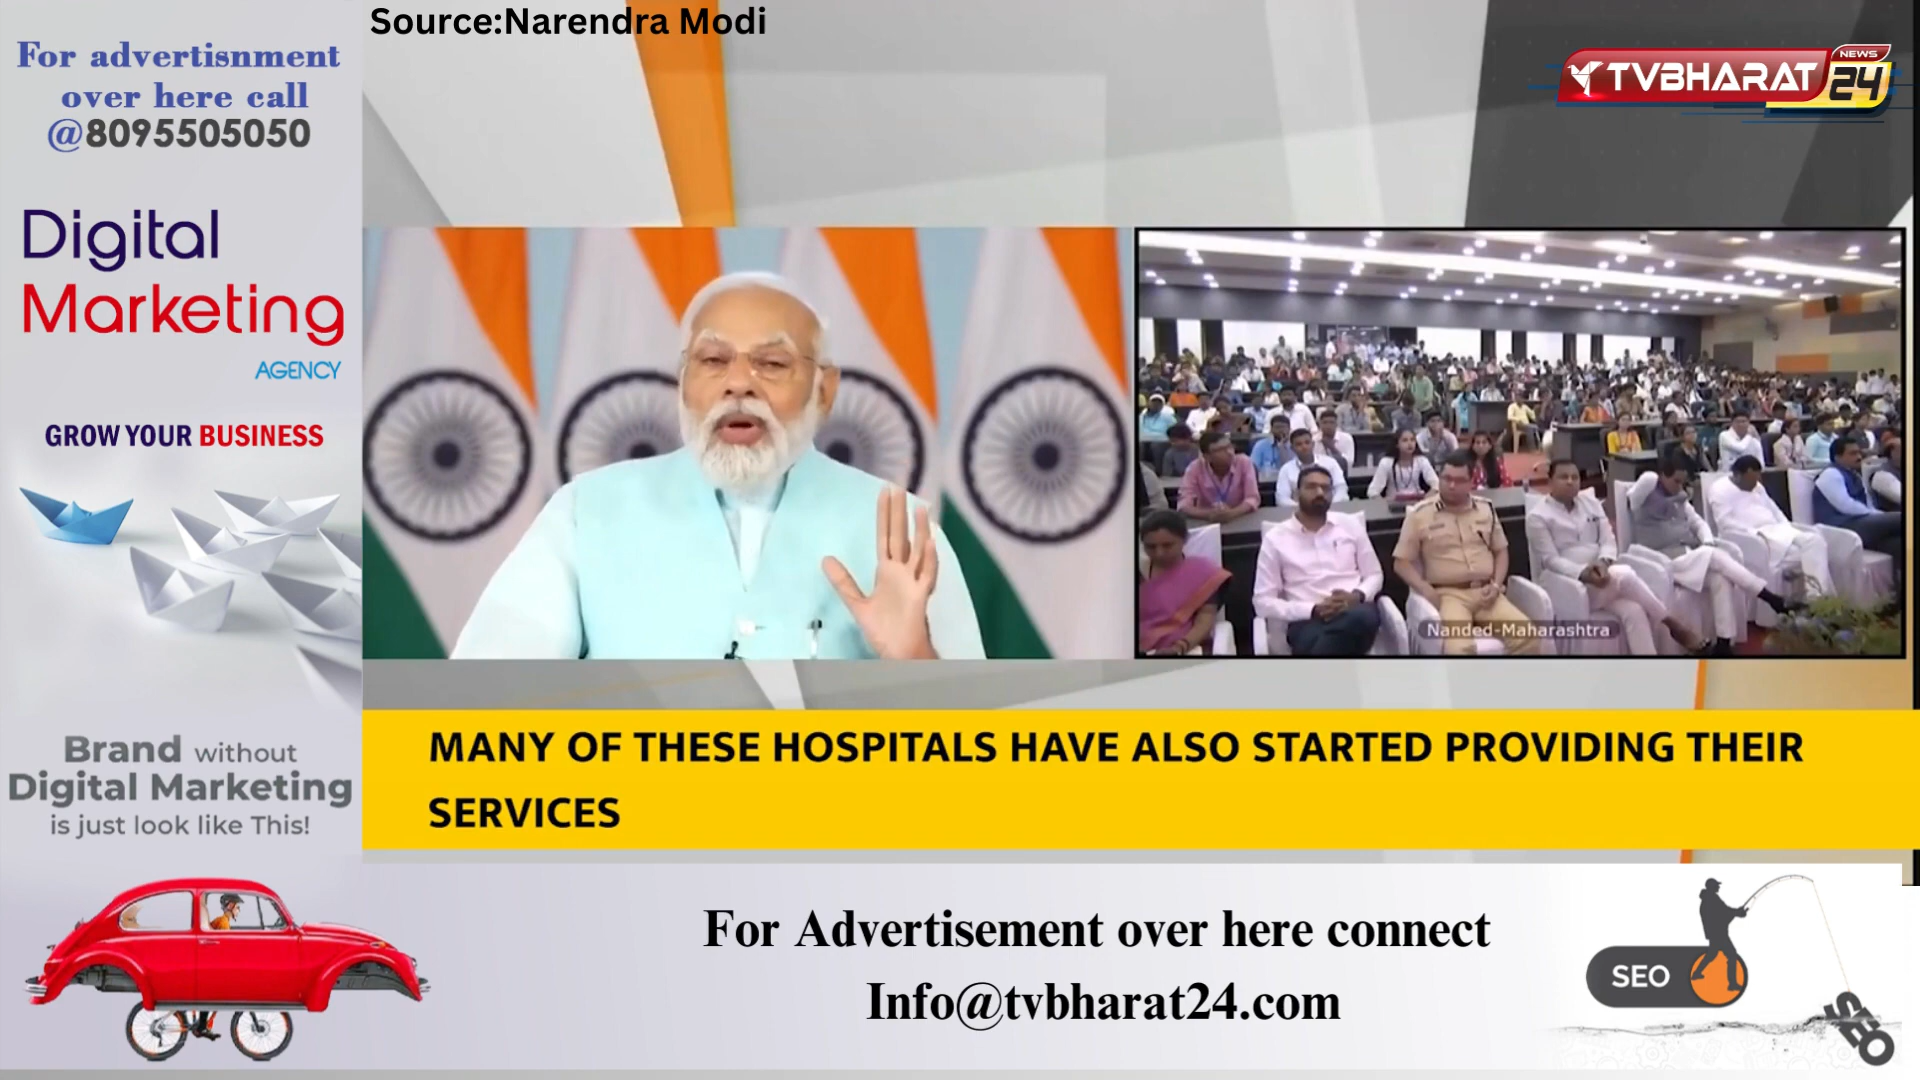 Source:Narendra Modi
For advertisnment
over here call
@8095505050
Digital
Marketing
AGENCY
GROW YOUR BUSINESS
Brand without
Digital Marketing
is just look like This!
TVBHARAT
NEWS
24
Nanded-Maharashtra
MANY OF THESE HOSPITALS HAVE ALSO STARTED PROVIDING THEIR
SERVICES
For Advertisement over here connect
Info@tvbharat24.com
SEO
SEO